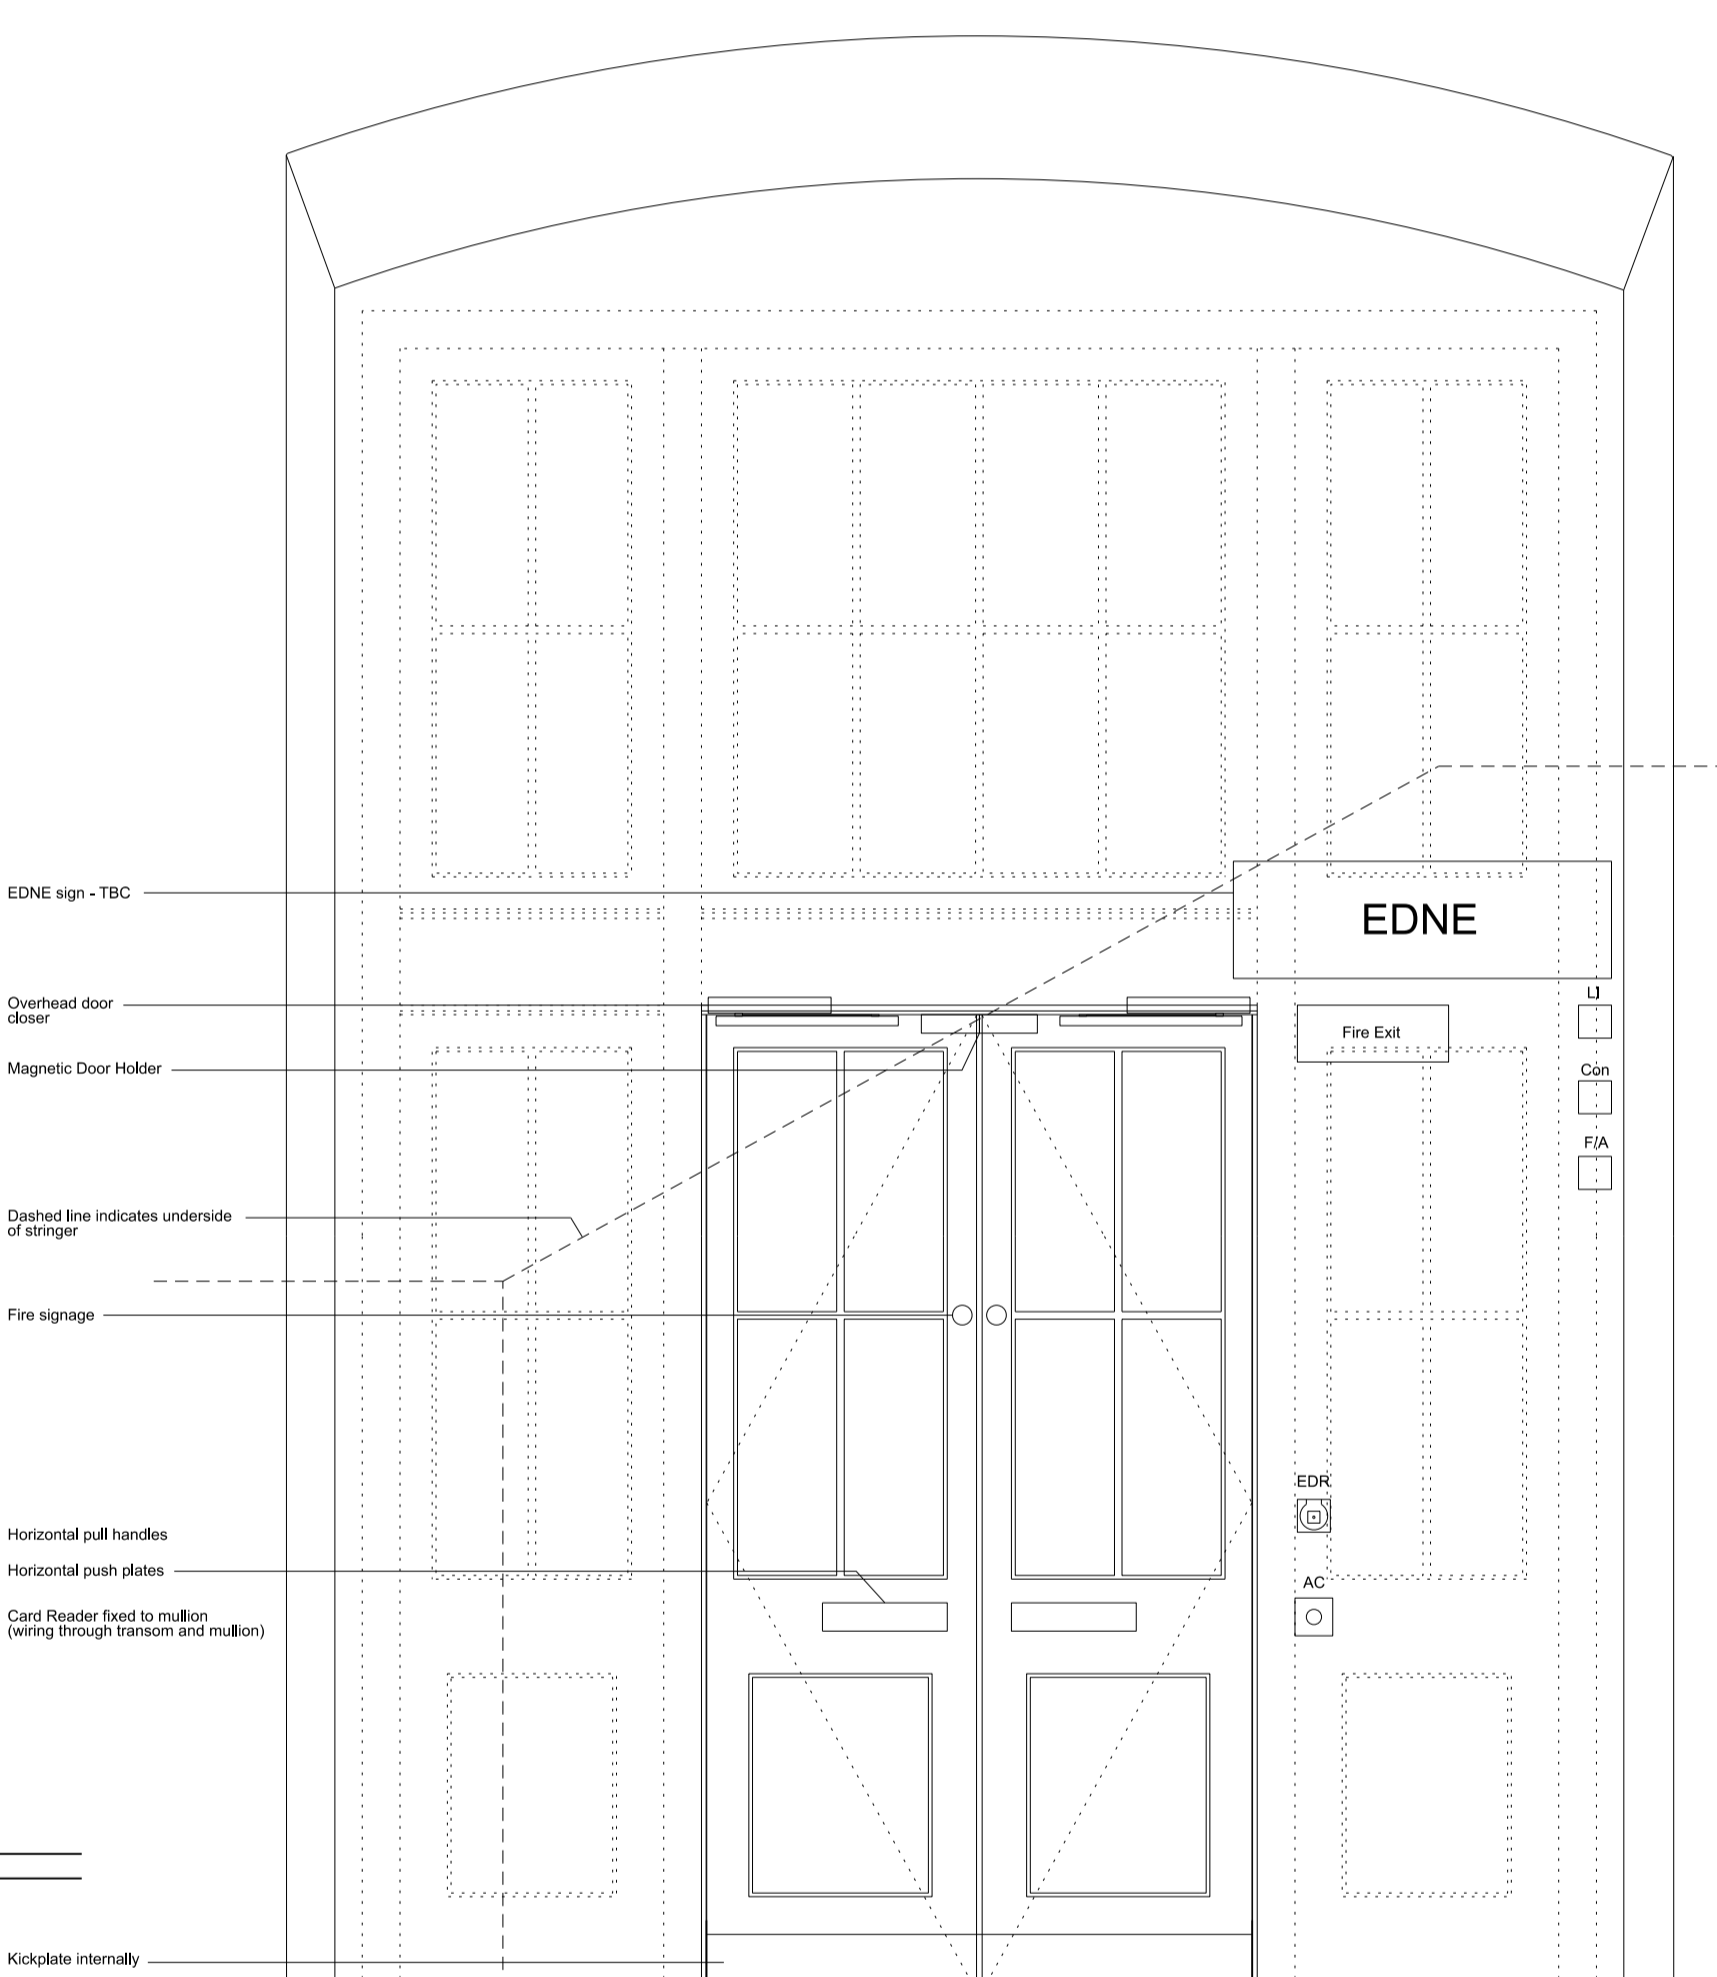 EDNE sign - TBC
EDNE
Overhead door
closer
LI
Fire Exit
Magnetic Door Holder
Con
F/A
Dashed line indicates underside
of stringer
Fire signage
EDR
Horizontal pull handles
Horizontal push plates
AC
Card Reader fixed to mullion
(wiring through transom and mullion)
Kickplate internally